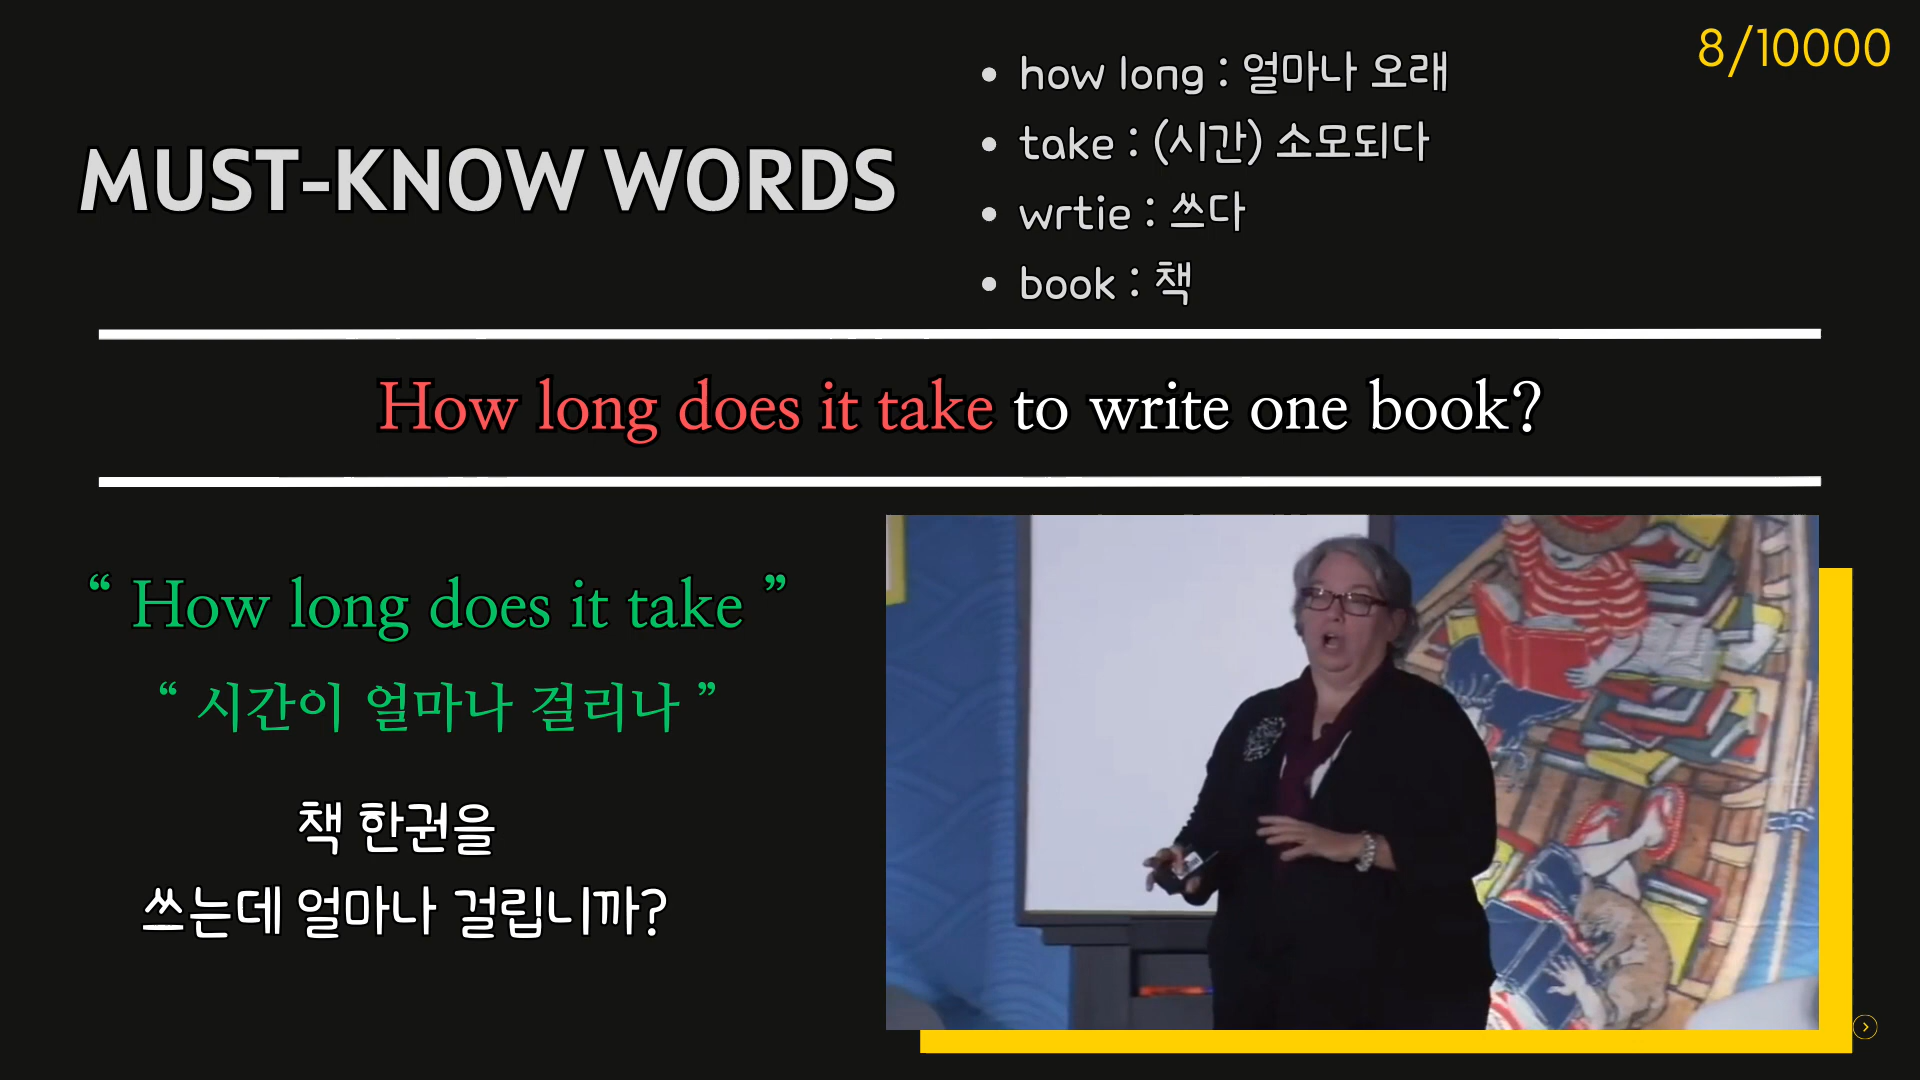 8/10000
MUST-KNOW WORDS
• how long : 얼마나 오래
• take : (시간) 소모되다
• wrtie : 쓰다
• book : 책
How long does it take to write one book?
“ How long does it take ”
“ 시간이 얼마나 걸리나 ”
책 한권을
쓰는데 얼마나 걸립니까?